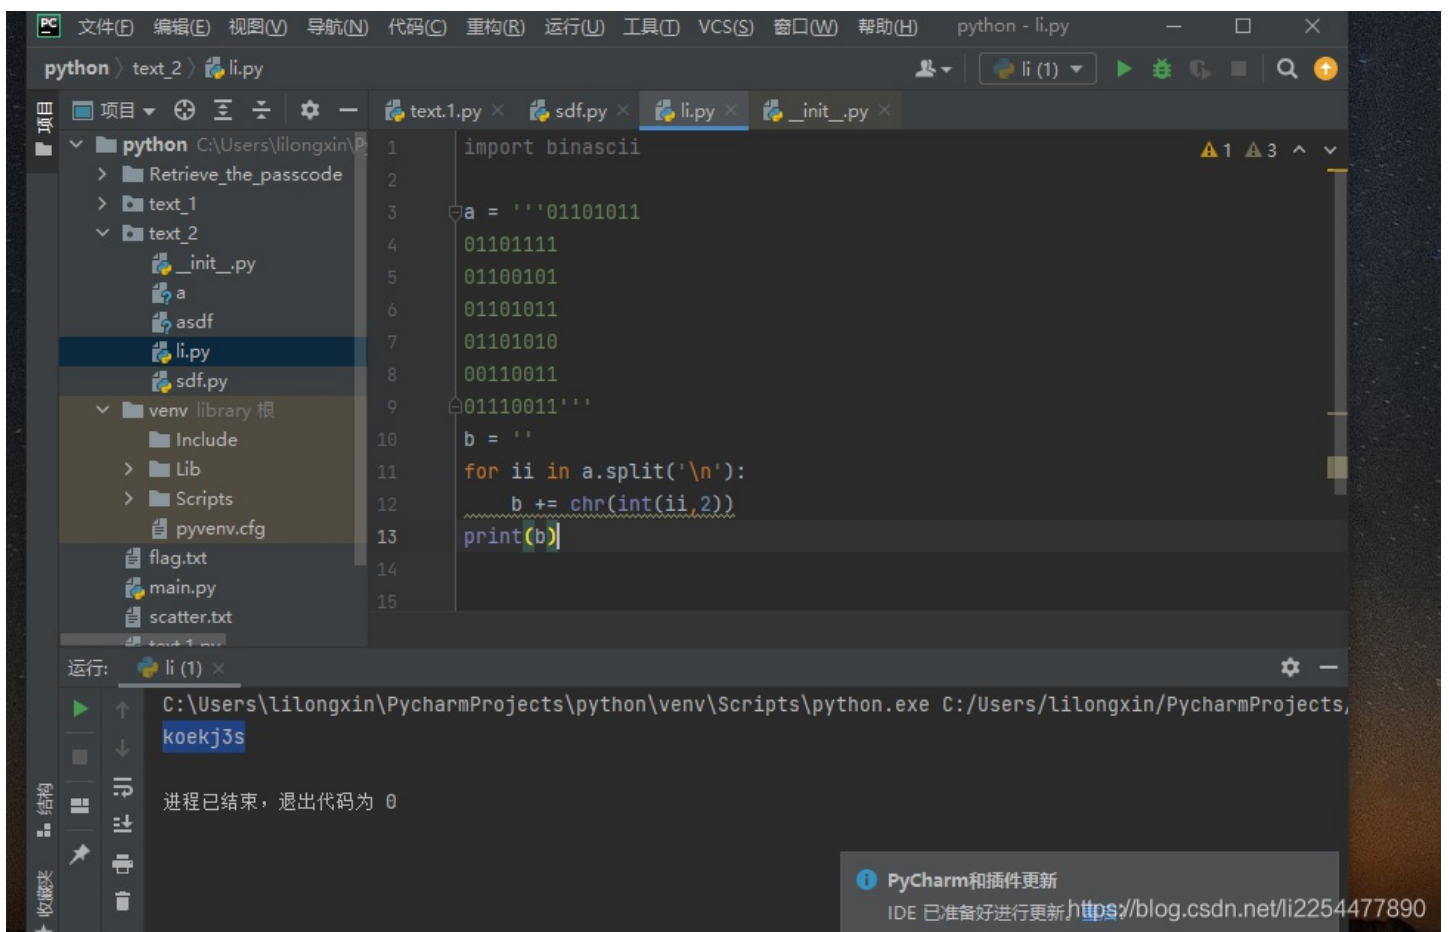 文件(F) 编辑(E) 视图(V) 导航(N) 代码(C) 重构(R) 运行(U) 工具(T) VCS(S) 窗口(W) 帮助(H) python - li.py
python 〉 text_2 〉 li.py
li (1)
项目
项目
text.1.py × sdf.py × li.py × __init__.py ×
python C:\Users\lilongxin\P
Retrieve_the_passcode
text_1
text_2
__init__.py
a
asdf
li.py
sdf.py
venv library 根
Include
Lib
Scripts
pyvenv.cfg
flag.txt
main.py
scatter.txt
text.1.py
1 import binascii
2
3 a = '''01101011
4 01101111
5 01100101
6 01101011
7 01101010
8 00110011
9 01110011'''
10 b = ''
11 for ii in a.split('\n'):
12     b += chr(int(ii,2))
13 print(b)
14
15
1 3
运行: li (1) ×
C:\Users\lilongxin\PycharmProjects\python\venv\Scripts\python.exe C:/Users/lilongxin/PycharmProjects/
koekj3s
进程已结束，退出代码为 0
结构
收藏夹
PyCharm和插件更新
IDE 已准备好进行更新。
https://blog.csdn.net/li2254477890